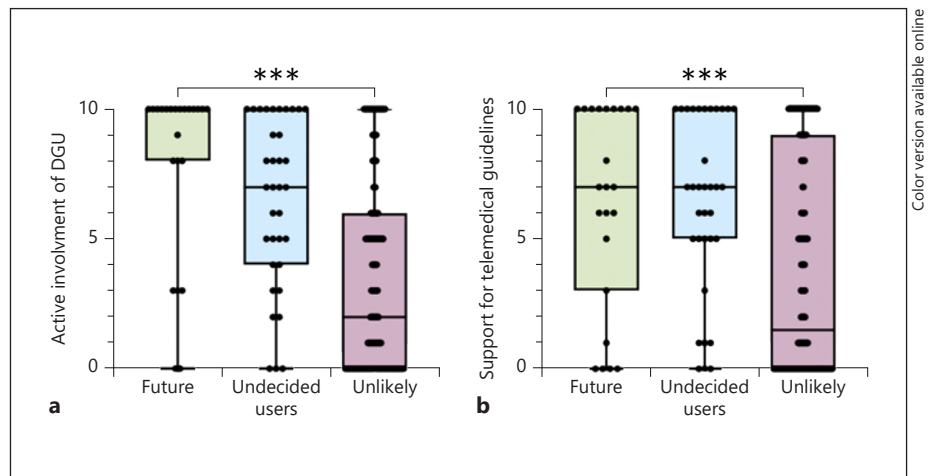 Color version available online
***
10
5
0
Active involvment of DGU
Future
Undecided
users
Unlikely
a
***
10
5
0
Support for telemedical guidelines
Future
Undecided
users
Unlikely
b